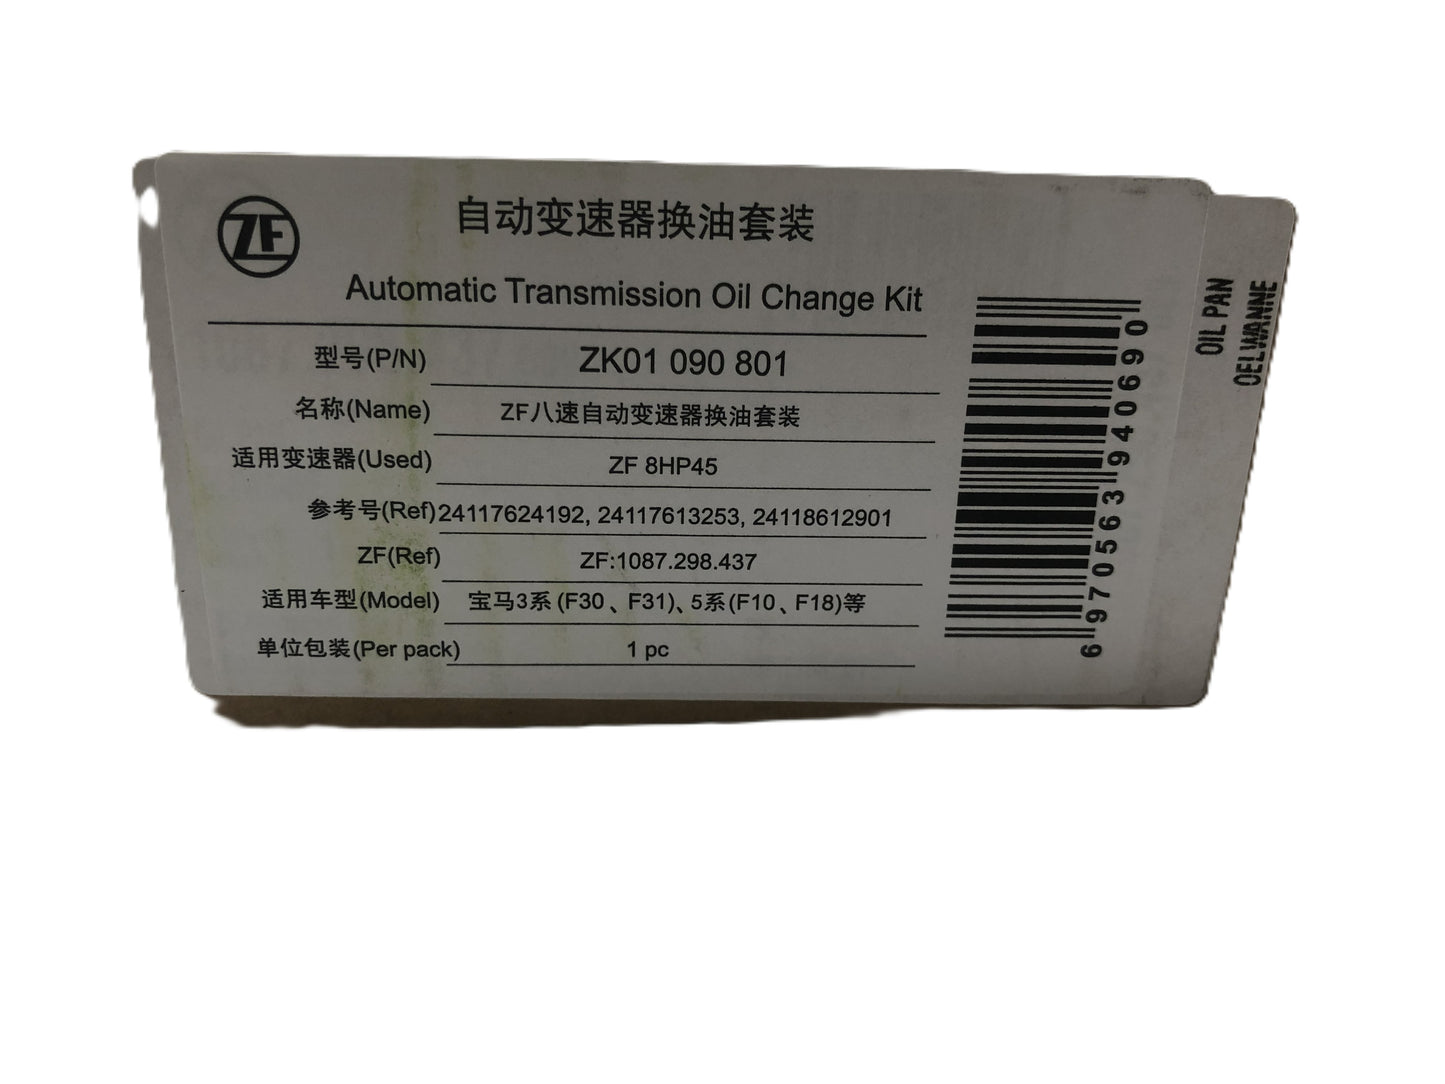 ZF
自动变速器换油套装
Automatic Transmission Oil Change Kit
型号(P/N) ZK01 090 801
名称(Name) ZF八速自动变速器换油套装
适用变速器(Used) ZF 8HP45
参考号(Ref) 24117624192, 24117613253, 24118612901
ZF(Ref) ZF:1087.298.437
适用车型(Model) 宝马3系 (F30、F31)、5系(F10、F18)等
单位包装(Per pack) 1 pc
6 970563 940690
OIL PAN
OELWANNE